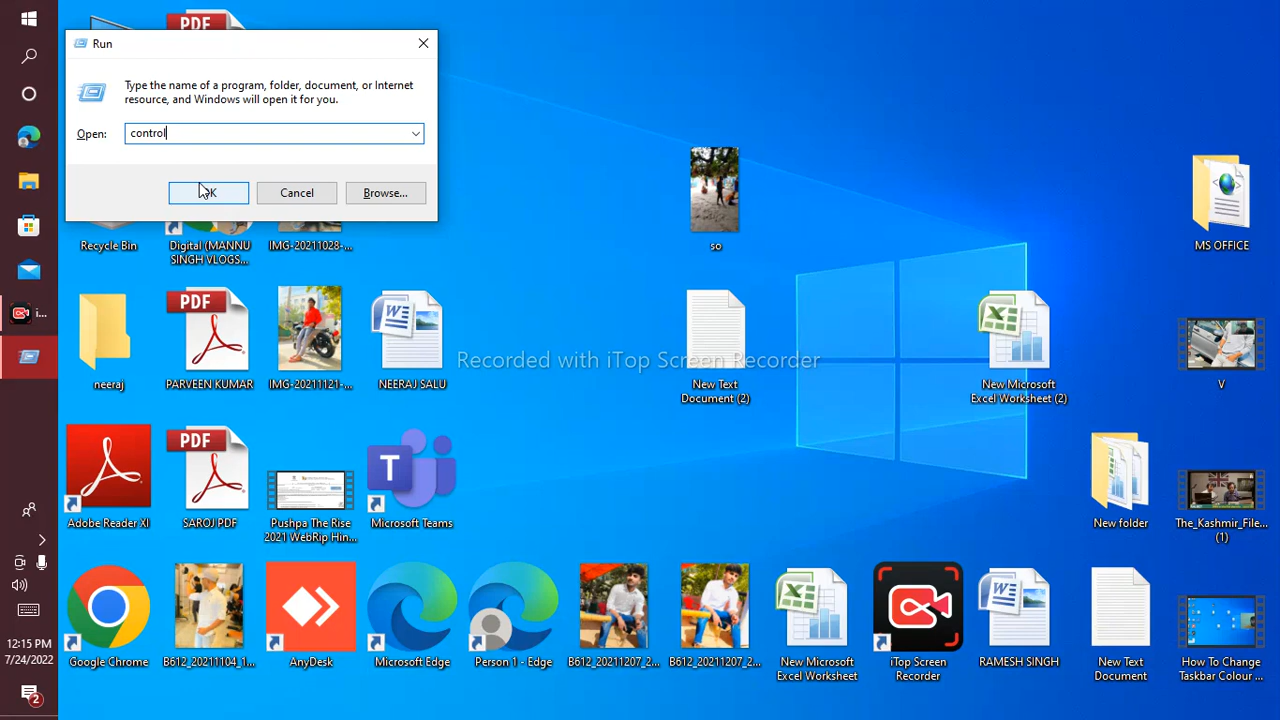 Run
Type the name of a program, folder, document, or Internet
resource, and Windows will open it for you.
Open:
control
Cancel
Browse...
PDF
Recycle Bin
Digital (MANNU
SINGH VLOGS...
IMG-20211028-...
so
MS OFFICE
i...
neeraj
PDF
PARVEEN KUMAR
IMG-20211121-...
NEERAJ SALU
Recorded with iTop Screen Recorder
New Text
Document (2)
New Microsoft
Excel Worksheet (2)
V
Adobe Reader XI
PDF
SAROJ PDF
Pushpa The Rise
2021 WebRip Hin...
T
Microsoft Teams
New folder
The_Kashmir_File...
(1)
Google Chrome
B612_20211104_1...
AnyDesk
Microsoft Edge
Person 1 - Edge
B612_20211207_2...
B612_20211207_2...
New Microsoft
Excel Worksheet
iTop Screen
Recorder
RAMESH SINGH
New Text
Document
How To Change
Taskbar Colour ...
12:15 PM
7/24/2022
2